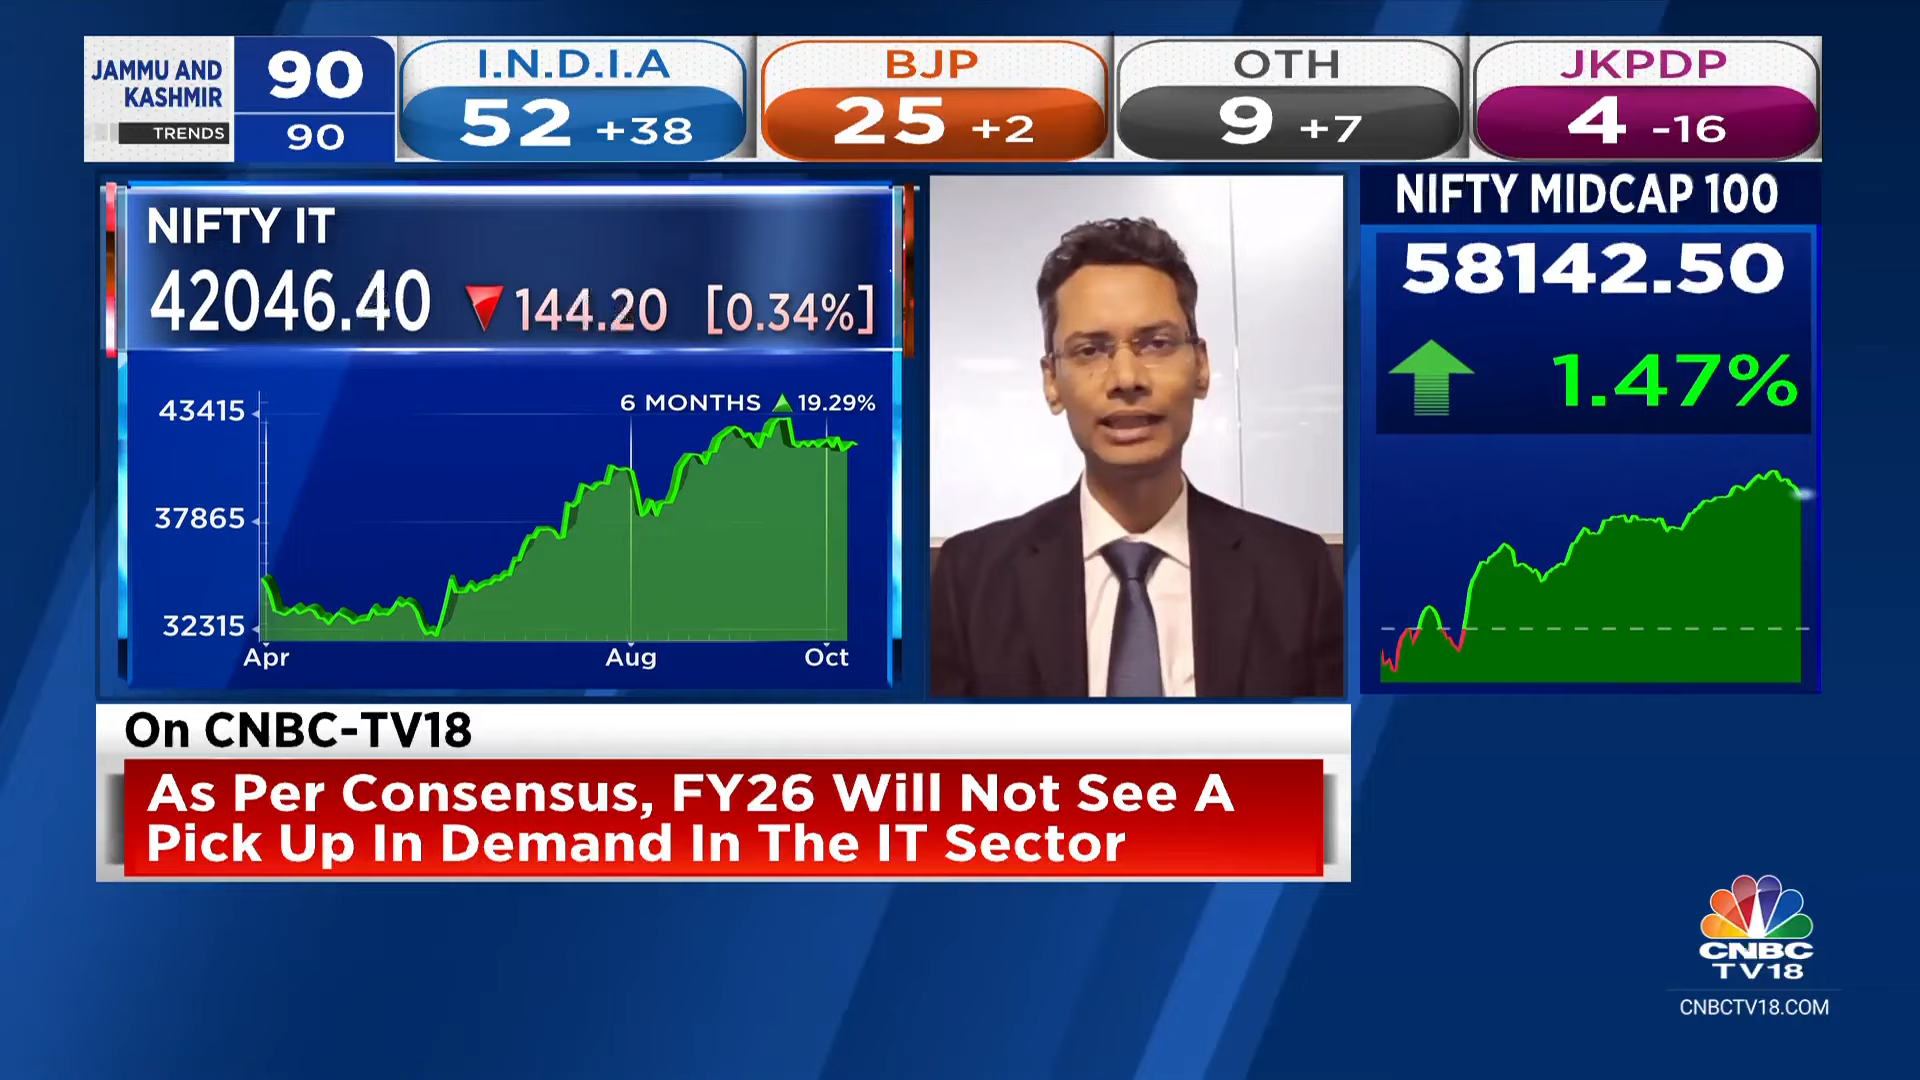 JAMMU AND
KASHMIR
TRENDS
90
90
I.N.D.I.A
52 +38
BJP
25 +2
OTH
9 +7
JKPDP
4 -16
NIFTY IT
42046.40 ▼ 144.20 [0.34%]
6 MONTHS ▲ 19.29%
43415
37865
32315
Apr Aug Oct
NIFTY MIDCAP 100
58142.50
1.47%
On CNBC-TV18
As Per Consensus, FY26 Will Not See A
Pick Up In Demand In The IT Sector
CNBC
TV18
CNBCTV18.COM